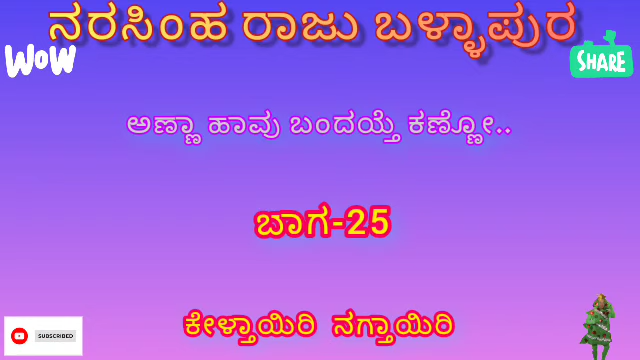 ನರಸಿಂಹ ರಾಜು ಬಳ್ಳಾಪುರ
WOW
SHARE
ಅಣ್ಣಾ ಹಾವು ಬಂದಯ್ತೆ ಕಣ್ಣೋ..
ಬಾಗ-25
ಕೇಳ್ತಾಯಿರಿ ನಗ್ತಾಯಿರಿ
SUBSCRIBED